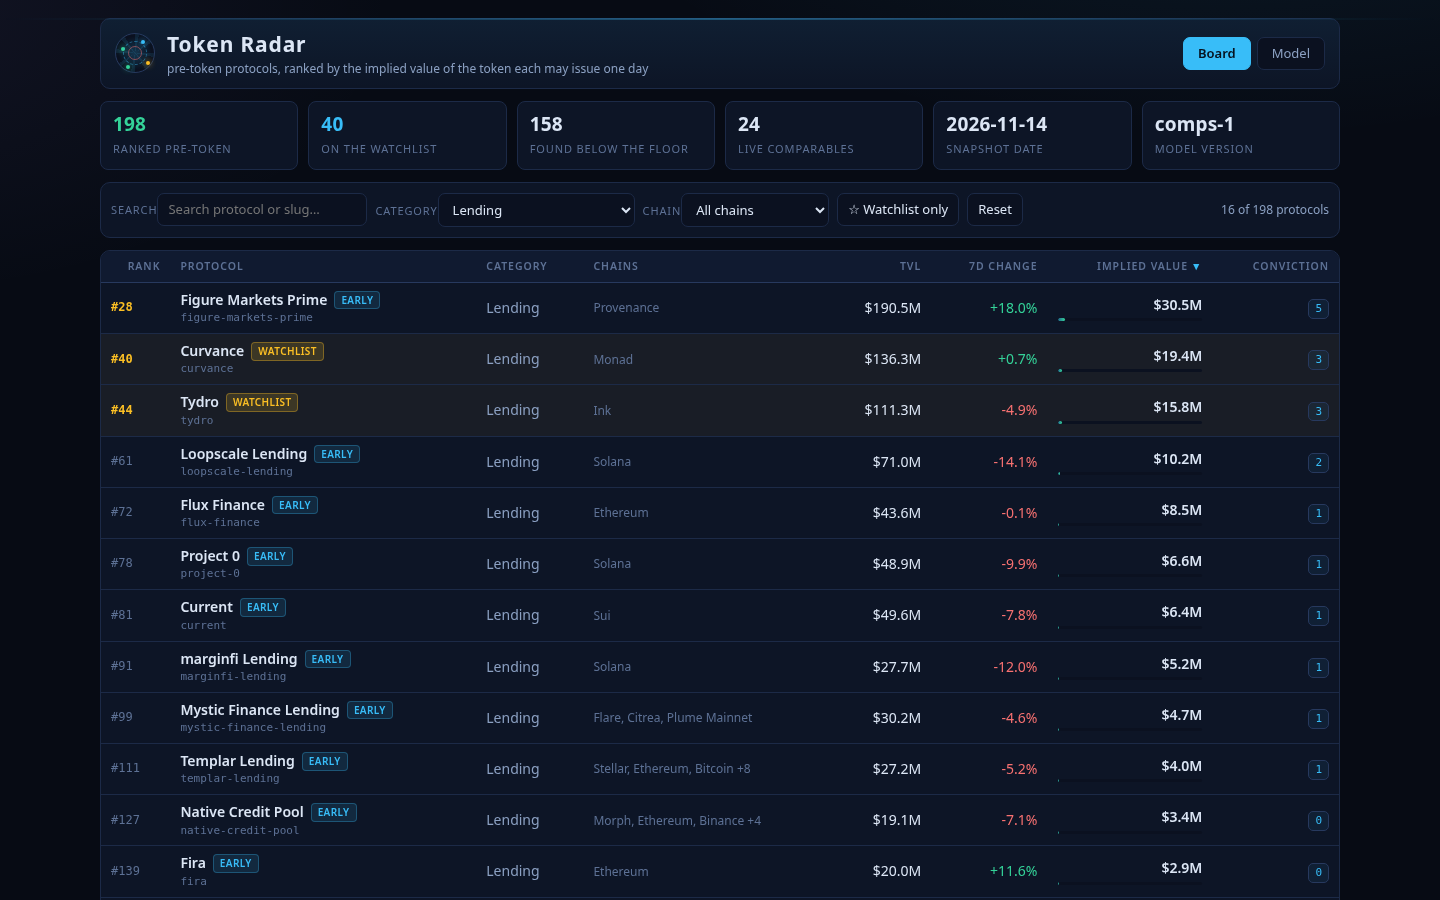 Token Radar
pre-token protocols, ranked by the implied value of the token each may issue one day
Board
Model
198
RANKED PRE-TOKEN
40
ON THE WATCHLIST
158
FOUND BELOW THE FLOOR
24
LIVE COMPARABLES
2026-11-14
SNAPSHOT DATE
comps-1
MODEL VERSION
SEARCH Search protocol or slug... CATEGORY Lending CHAIN All chains ☆ Watchlist only Reset 16 of 198 protocols
RANK PROTOCOL CATEGORY CHAINS TVL 7D CHANGE IMPLIED VALUE ▼ CONVICTION
#28 Figure Markets Prime EARLY Lending Provenance $190.5M +18.0% $30.5M 5
figure-markets-prime
#40 Curvance WATCHLIST Lending Monad $136.3M +0.7% $19.4M 3
curvance
#44 Tydro WATCHLIST Lending Ink $111.3M -4.9% $15.8M 3
tydro
#61 Loopscale Lending EARLY Lending Solana $71.0M -14.1% $10.2M 2
loopscale-lending
#72 Flux Finance EARLY Lending Ethereum $43.6M -0.1% $8.5M 1
flux-finance
#78 Project 0 EARLY Lending Solana $48.9M -9.9% $6.6M 1
project-0
#81 Current EARLY Lending Sui $49.6M -7.8% $6.4M 1
current
#91 marginfi Lending EARLY Lending Solana $27.7M -12.0% $5.2M 1
marginfi-lending
#99 Mystic Finance Lending EARLY Lending Flare, Citrea, Plume Mainnet $30.2M -4.6% $4.7M 1
mystic-finance-lending
#111 Templar Lending EARLY Lending Stellar, Ethereum, Bitcoin +8 $27.2M -5.2% $4.0M 1
templar-lending
#127 Native Credit Pool EARLY Lending Morph, Ethereum, Binance +4 $19.1M -7.1% $3.4M 0
native-credit-pool
#139 Fira EARLY Lending Ethereum $20.0M +11.6% $2.9M 0
fira